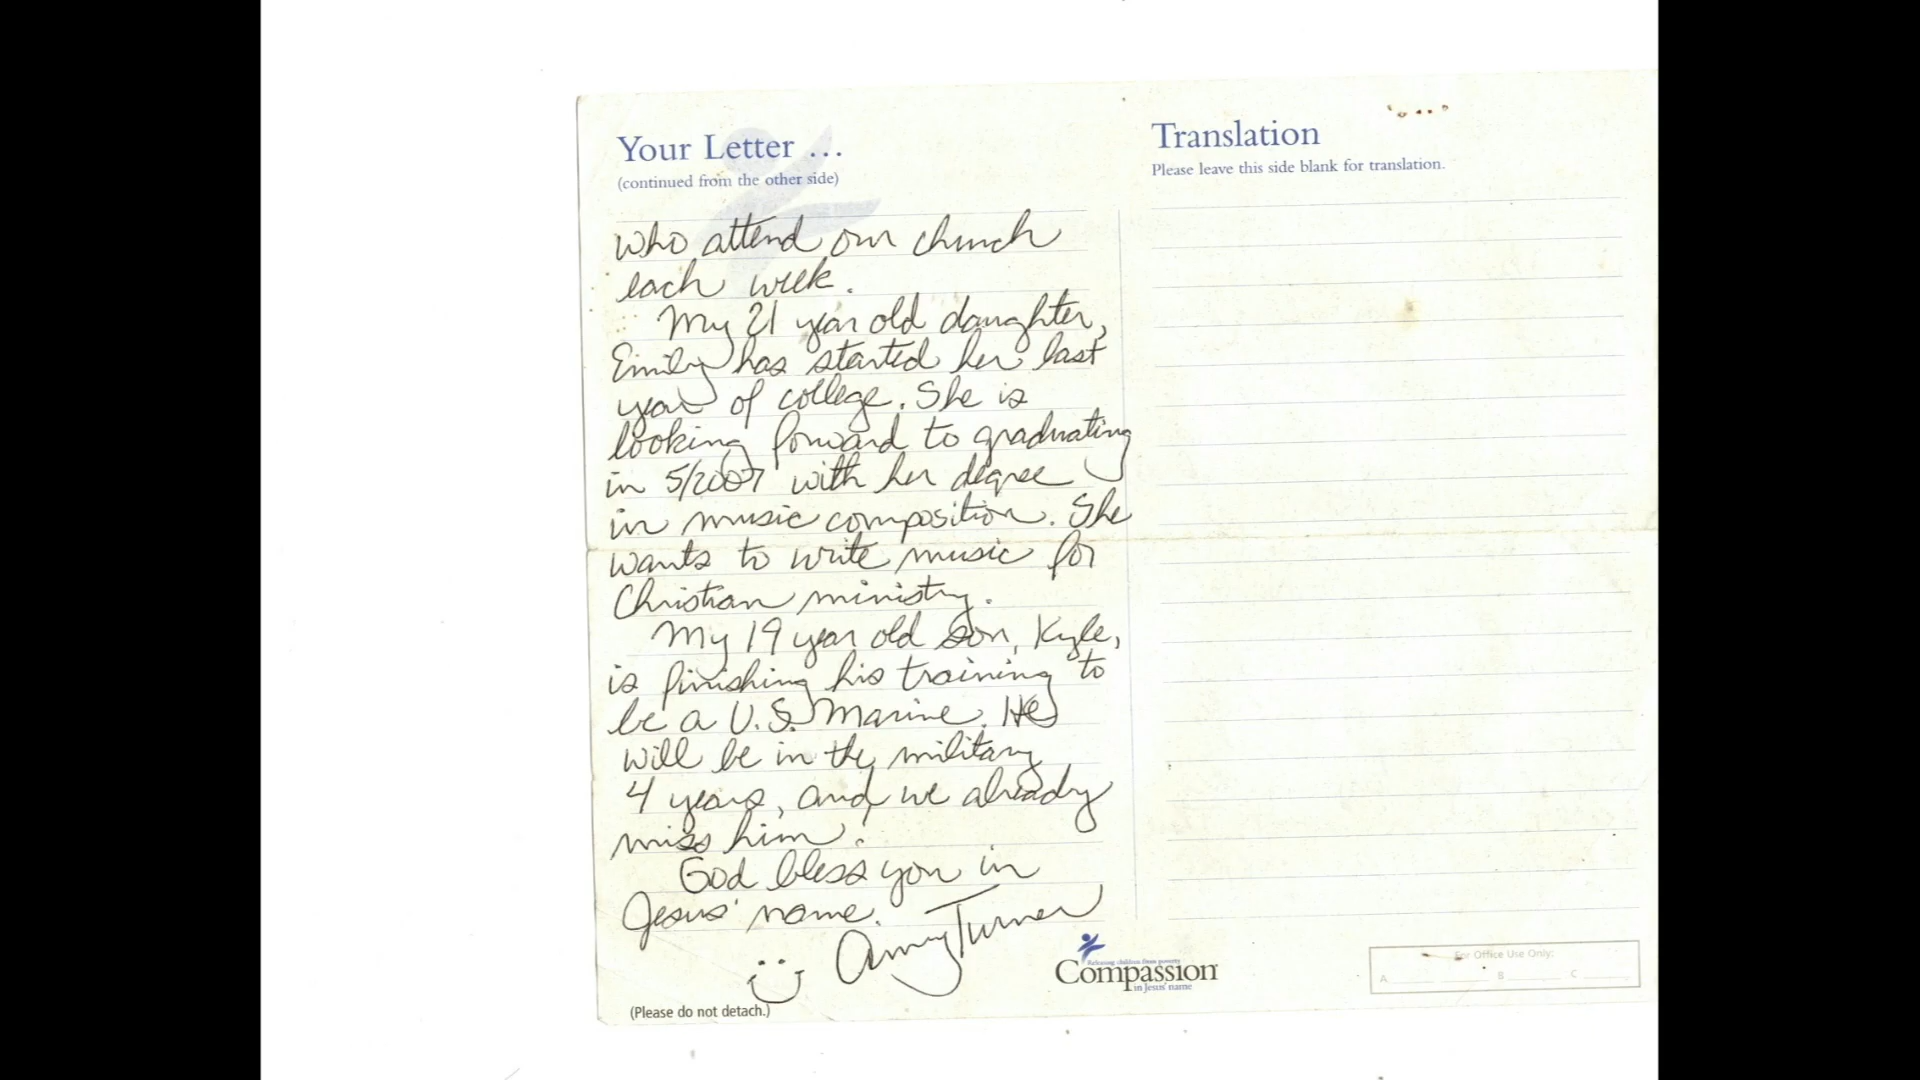 Your Letter ...
(continued from the other side)
who attend our church
each week.
My 21 year old daughter,
Emily has started her last
year of college. She is
looking forward to graduating
in 5/2007 with her degree
in music composition. She
wants to write music for
Christian ministry.
My 19 year old son, Kyle,
is finishing his training to
be a U.S. Marine. He
will be in the military
4 years, and we already
miss him!
God bless you in
Jesus' name.
Amy Turner
(Please do not detach.)
Translation
Please leave this side blank for translation.
Releasing children from poverty
Compassion
in Jesus' name
For Office Use Only:
A B C